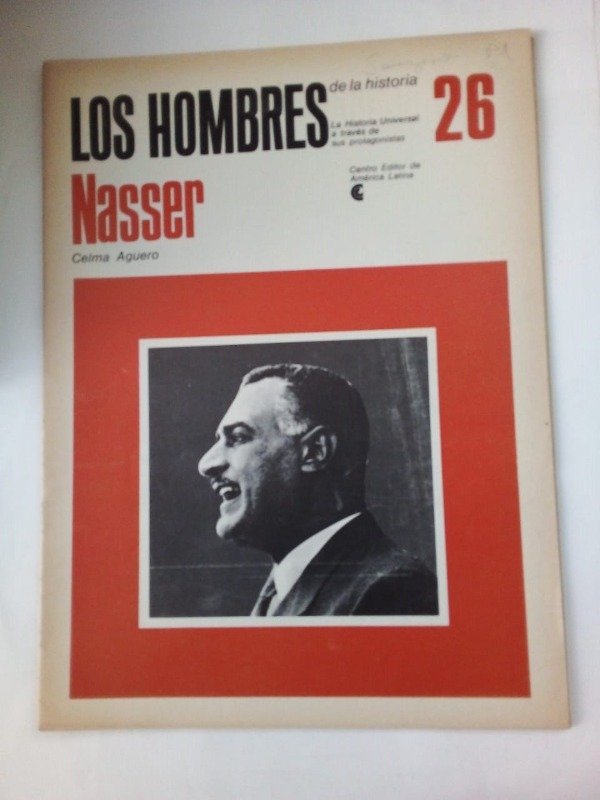 LOS HOMBRES de la historia
La Historia Universal
a través de
sus protagonistas
26
Nasser
Centro Editor de
América Latina
Celma Aguero